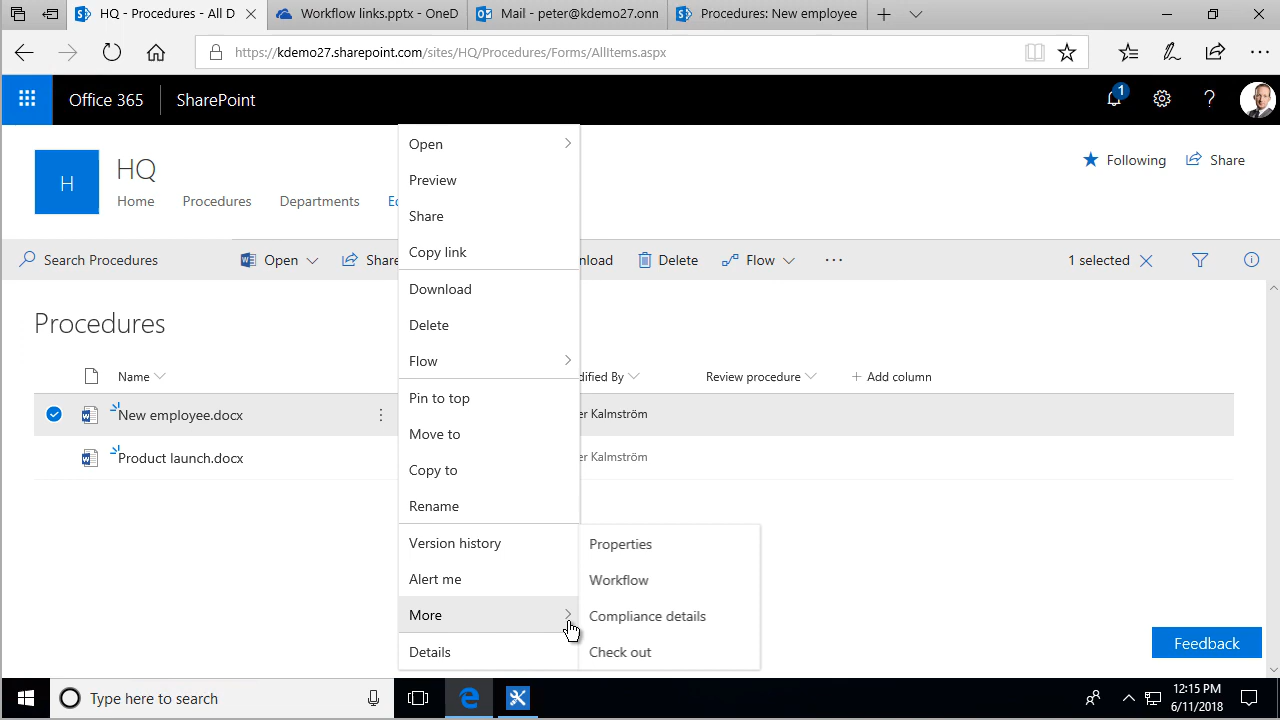 HQ - Procedures - All D
Workflow links.pptx - OneD
Mail - peter@kdemo27.onn
Procedures: New employee
https://kdemo27.sharepoint.com/sites/HQ/Procedures/Forms/AllItems.aspx
Office 365
SharePoint
1
H
HQ
Following
Share
Home
Procedures
Departments
Search Procedures
Open
Share
Delete
Flow
1 selected
Procedures
Name
Review procedure
Add column
New employee.docx
Kalmström
Product launch.docx
Kalmström
Open
Preview
Share
Copy link
Download
Delete
Flow
Pin to top
Move to
Copy to
Rename
Version history
Alert me
More
Details
Properties
Workflow
Compliance details
Check out
Feedback
Type here to search
12:15 PM
6/11/2018